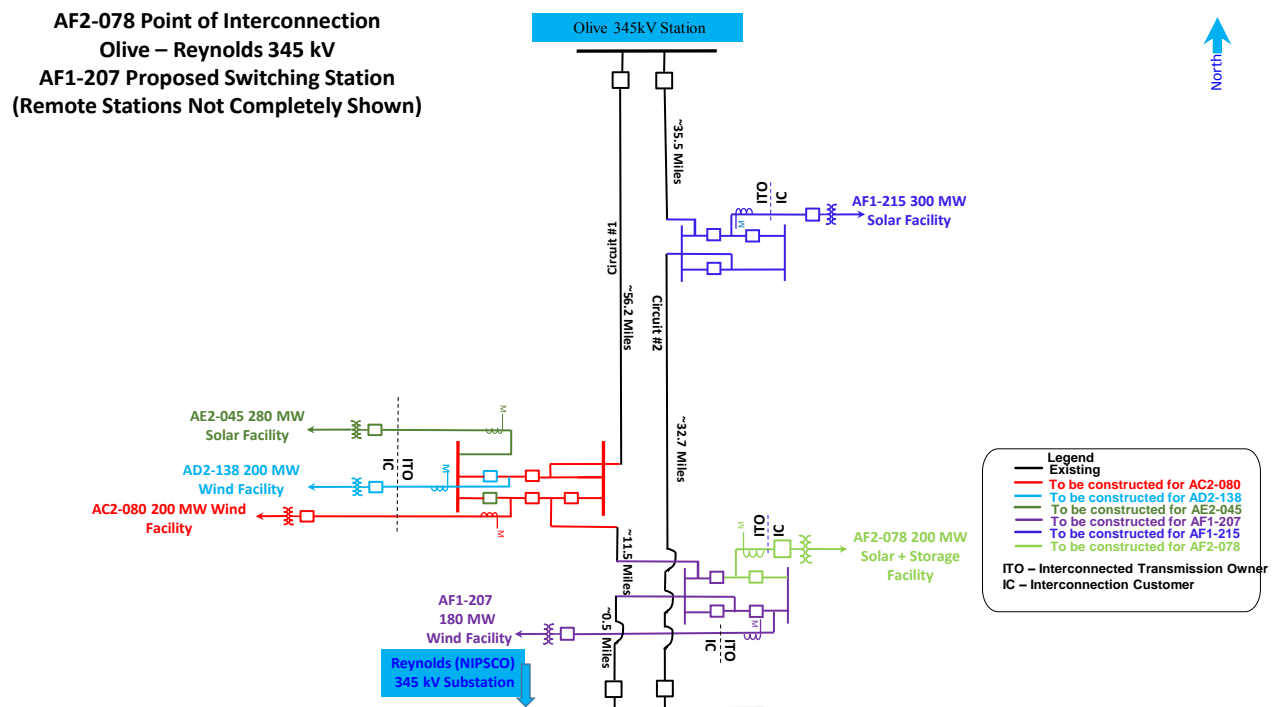 AF2-078 Point of Interconnection
Olive – Reynolds 345 kV
AF1-207 Proposed Switching Station
(Remote Stations Not Completely Shown)
Olive 345kV Station
North
~35.5 Miles
ITO
IC
M
AF1-215 300 MW
Solar Facility
Circuit #1
~56.2 Miles
Circuit #2
~32.7 Miles
AE2-045 280 MW
Solar Facility
M
IC
ITO
AD2-138 200 MW
Wind Facility
M
AC2-080 200 MW Wind
Facility
M
~11.5 Miles
M
ITO
IC
AF2-078 200 MW
Solar + Storage
Facility
AF1-207
180 MW
Wind Facility
~0.5 Miles
M
IC
ITO
Reynolds (NIPSCO)
345 kV Substation
Legend
Existing
To be constructed for AC2-080
To be constructed for AD2-138
To be constructed for AE2-045
To be constructed for AF1-207
To be constructed for AF1-215
To be constructed for AF2-078
ITO – Interconnected Transmission Owner
IC – Interconnection Customer